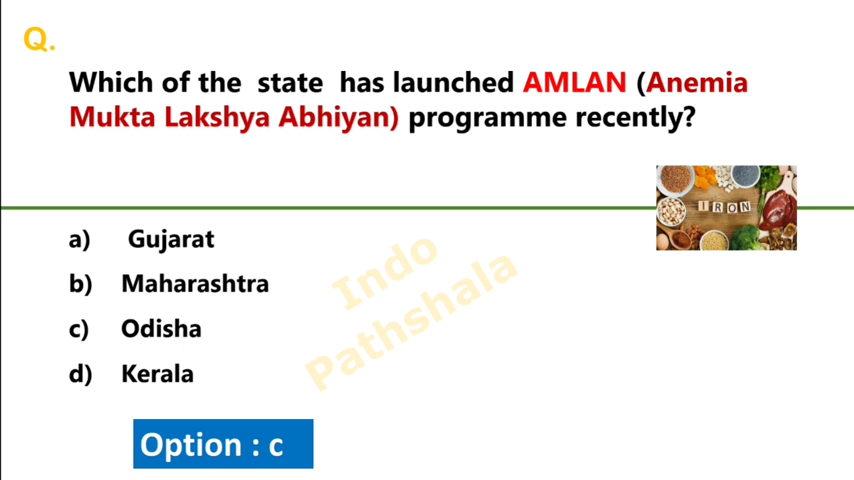 Q.
Which of the state has launched AMLAN (Anemia
Mukta Lakshya Abhiyan) programme recently?
IRON
a) Gujarat
b) Maharashtra
c) Odisha
d) Kerala
Indo
Pathshala
Option : c